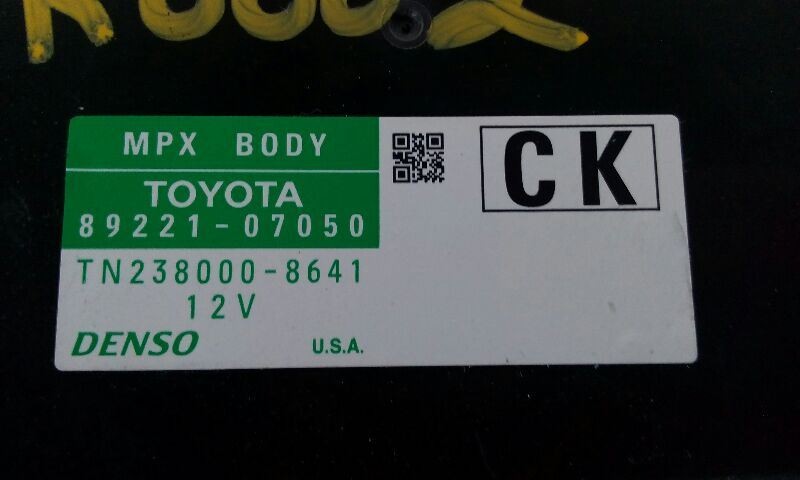 MPX BODY
TOYOTA
89221-07050
TN238000-8641
12V
DENSO U.S.A.
CK